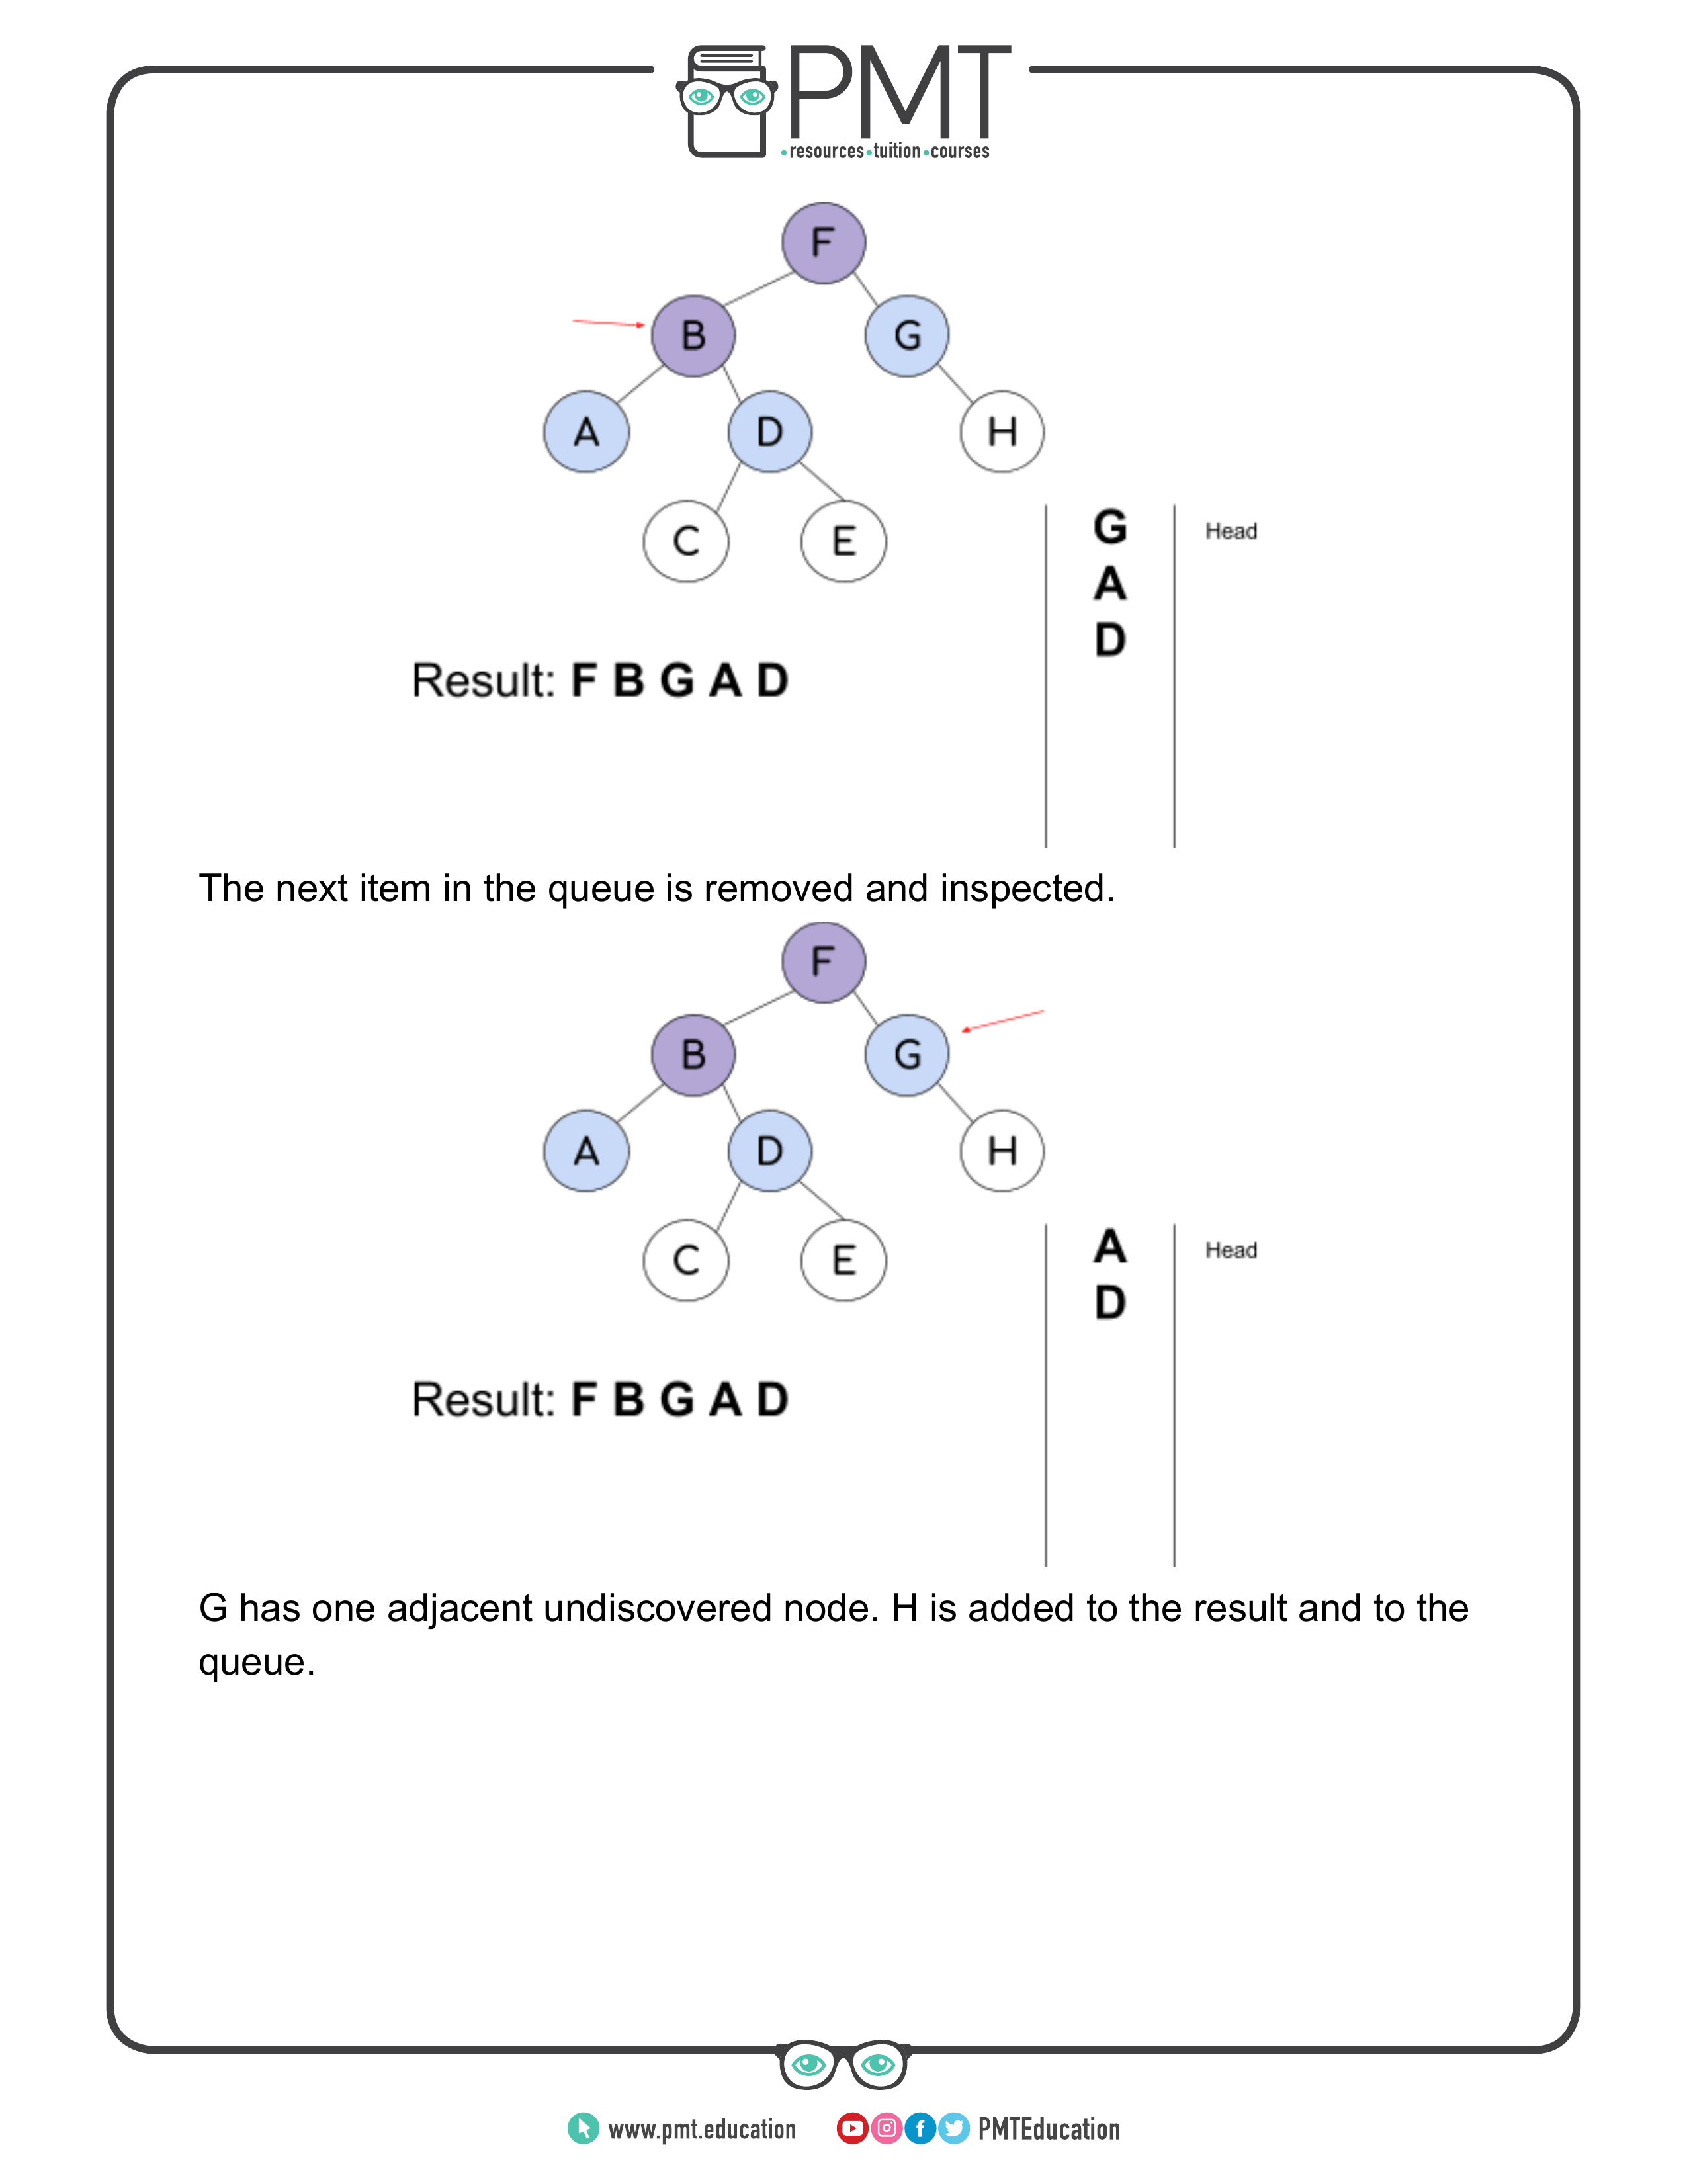 PMT
resources tuition courses
F
B G
A D H
C E
G Head
A
D
Result: F B G A D
The next item in the queue is removed and inspected.
F
B G
A D H
C E
A Head
D
Result: F B G A D
G has one adjacent undiscovered node. H is added to the result and to the
queue.
www.pmt.education PMTEducation